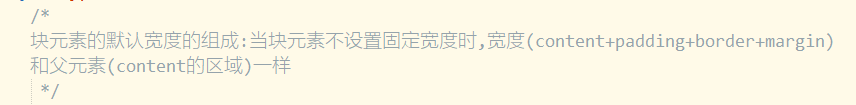 /*
块元素的默认宽度的组成:当块元素不设置固定宽度时,宽度(content+padding+border+margin)
和父元素(content的区域)一样
*/